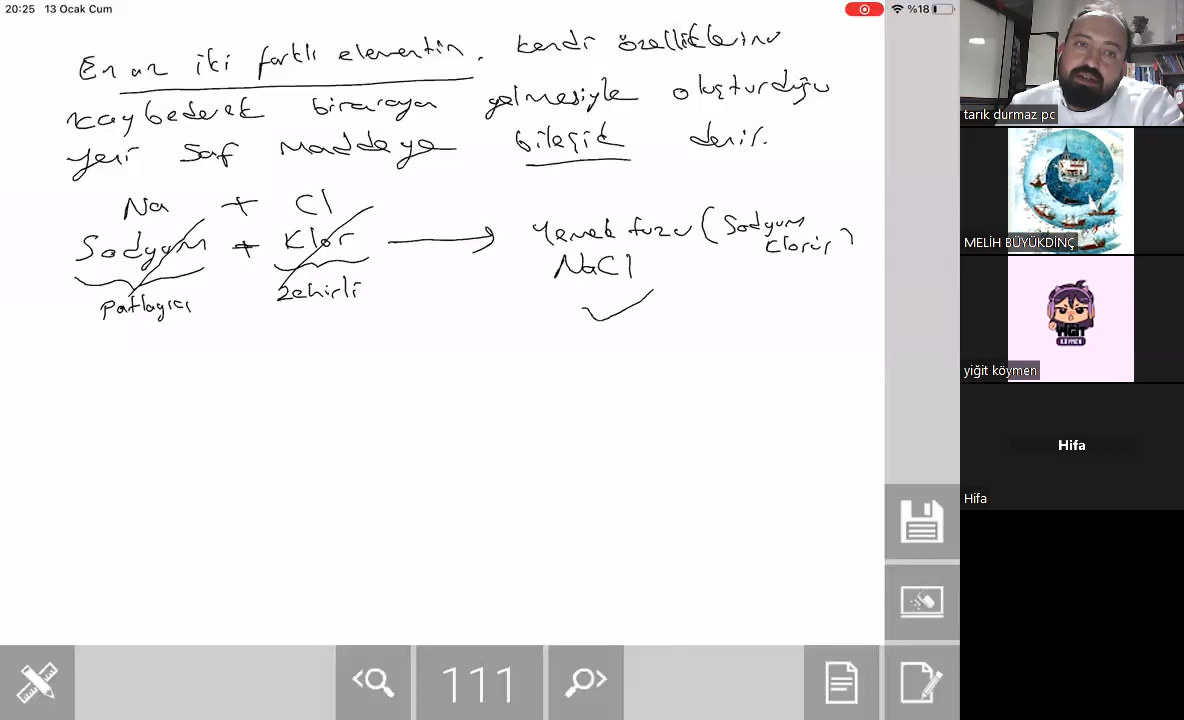 20:25 13 Ocak Cum
%18
En az iki farklı elementin, kendi özelliklerini
kaybederek biraraya gelmesiyle oluşturduğu
yeni saf maddeye bileşik denir.
Na + Cl
Sodyum + Klor → Yemek tuzu (Sodyum
klorür)
NaCl
patlayıcı
zehirli
111
tarık durmaz pc
MELİH BÜYÜKDİNÇ
yiğit köymen
Hifa
Hifa